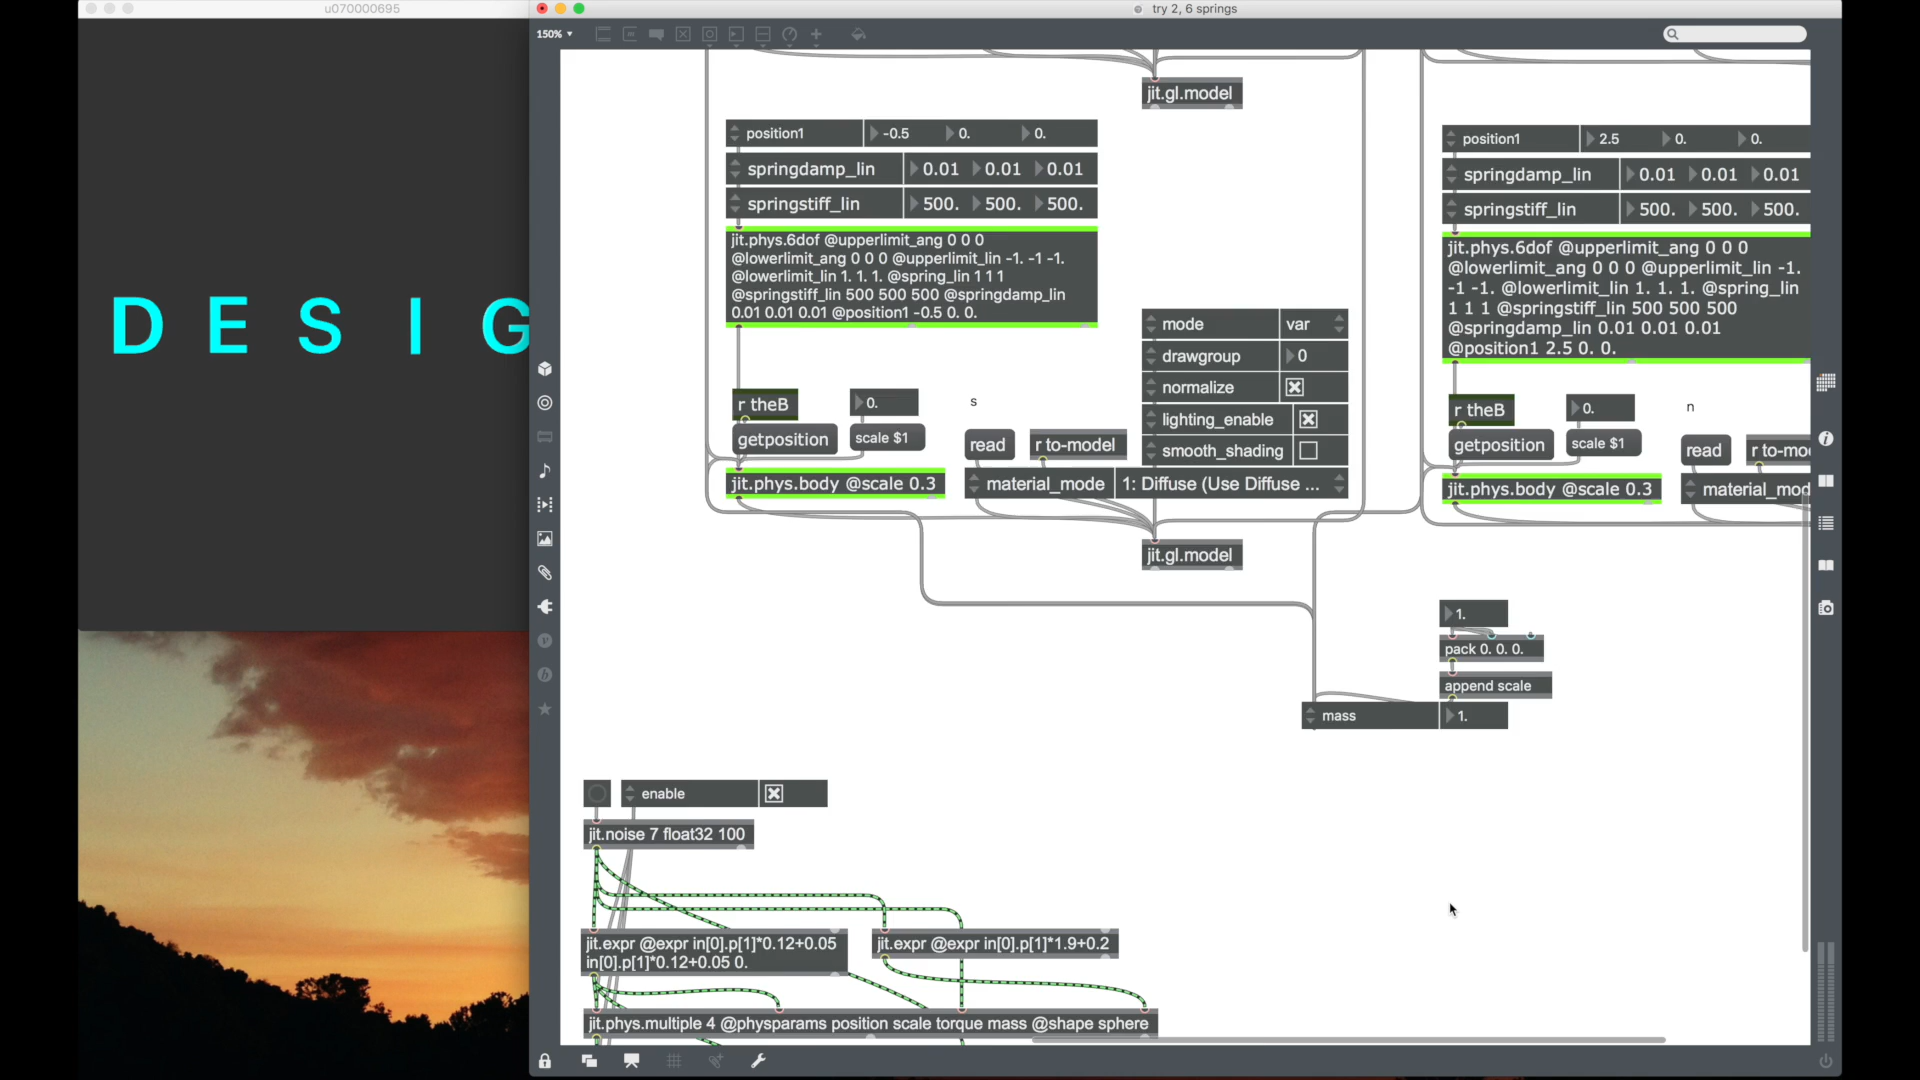 u070000695
try 2, 6 springs
150%
jit.gl.model
position1 -0.5 0. 0.
springdamp_lin 0.01 0.01 0.01
springstiff_lin 500. 500. 500.
jit.phys.6dof @upperlimit_ang 0 0 0
@lowerlimit_ang 0 0 0 @upperlimit_lin -1. -1 -1.
@lowerlimit_lin 1. 1. 1. @spring_lin 1 1 1
@springstiff_lin 500 500 500 @springdamp_lin
0.01 0.01 0.01 @position1 -0.5 0. 0.
position1 2.5 0. 0.
springdamp_lin 0.01 0.01 0.01
springstiff_lin 500. 500. 500.
jit.phys.6dof @upperlimit_ang 0 0 0
@lowerlimit_ang 0 0 0 @upperlimit_lin -1.
-1 -1. @lowerlimit_lin 1. 1. 1. @spring_lin
1 1 1 @springstiff_lin 500 500 500
@springdamp_lin 0.01 0.01 0.01
@position1 2.5 0. 0.
DESIG
mode var
drawgroup 0
normalize
lighting_enable
smooth_shading
r theB
0.
s
getposition
scale $1
read
r to-model
jit.phys.body @scale 0.3
material_mode 1: Diffuse (Use Diffuse ...
jit.gl.model
r theB
0.
n
getposition
scale $1
read
r to-mo
jit.phys.body @scale 0.3
material_mod
1.
pack 0. 0. 0.
append scale
mass 1.
enable
jit.noise 7 float32 100
jit.expr @expr in[0].p[1]*0.12+0.05
in[0].p[1]*0.12+0.05 0.
jit.expr @expr in[0].p[1]*1.9+0.2
jit.phys.multiple 4 @physparams position scale torque mass @shape sphere